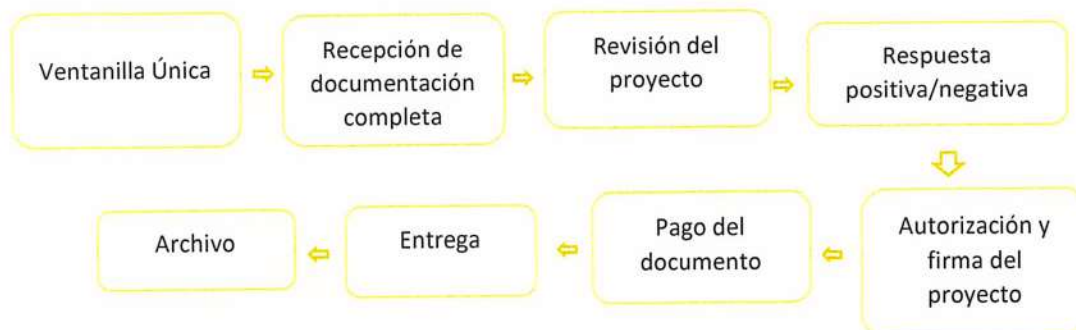 Ventanilla Única
Recepción de
documentación
completa
Revisión del
proyecto
Respuesta
positiva/negativa
Autorización y
firma del
proyecto
Pago del
documento
Entrega
Archivo